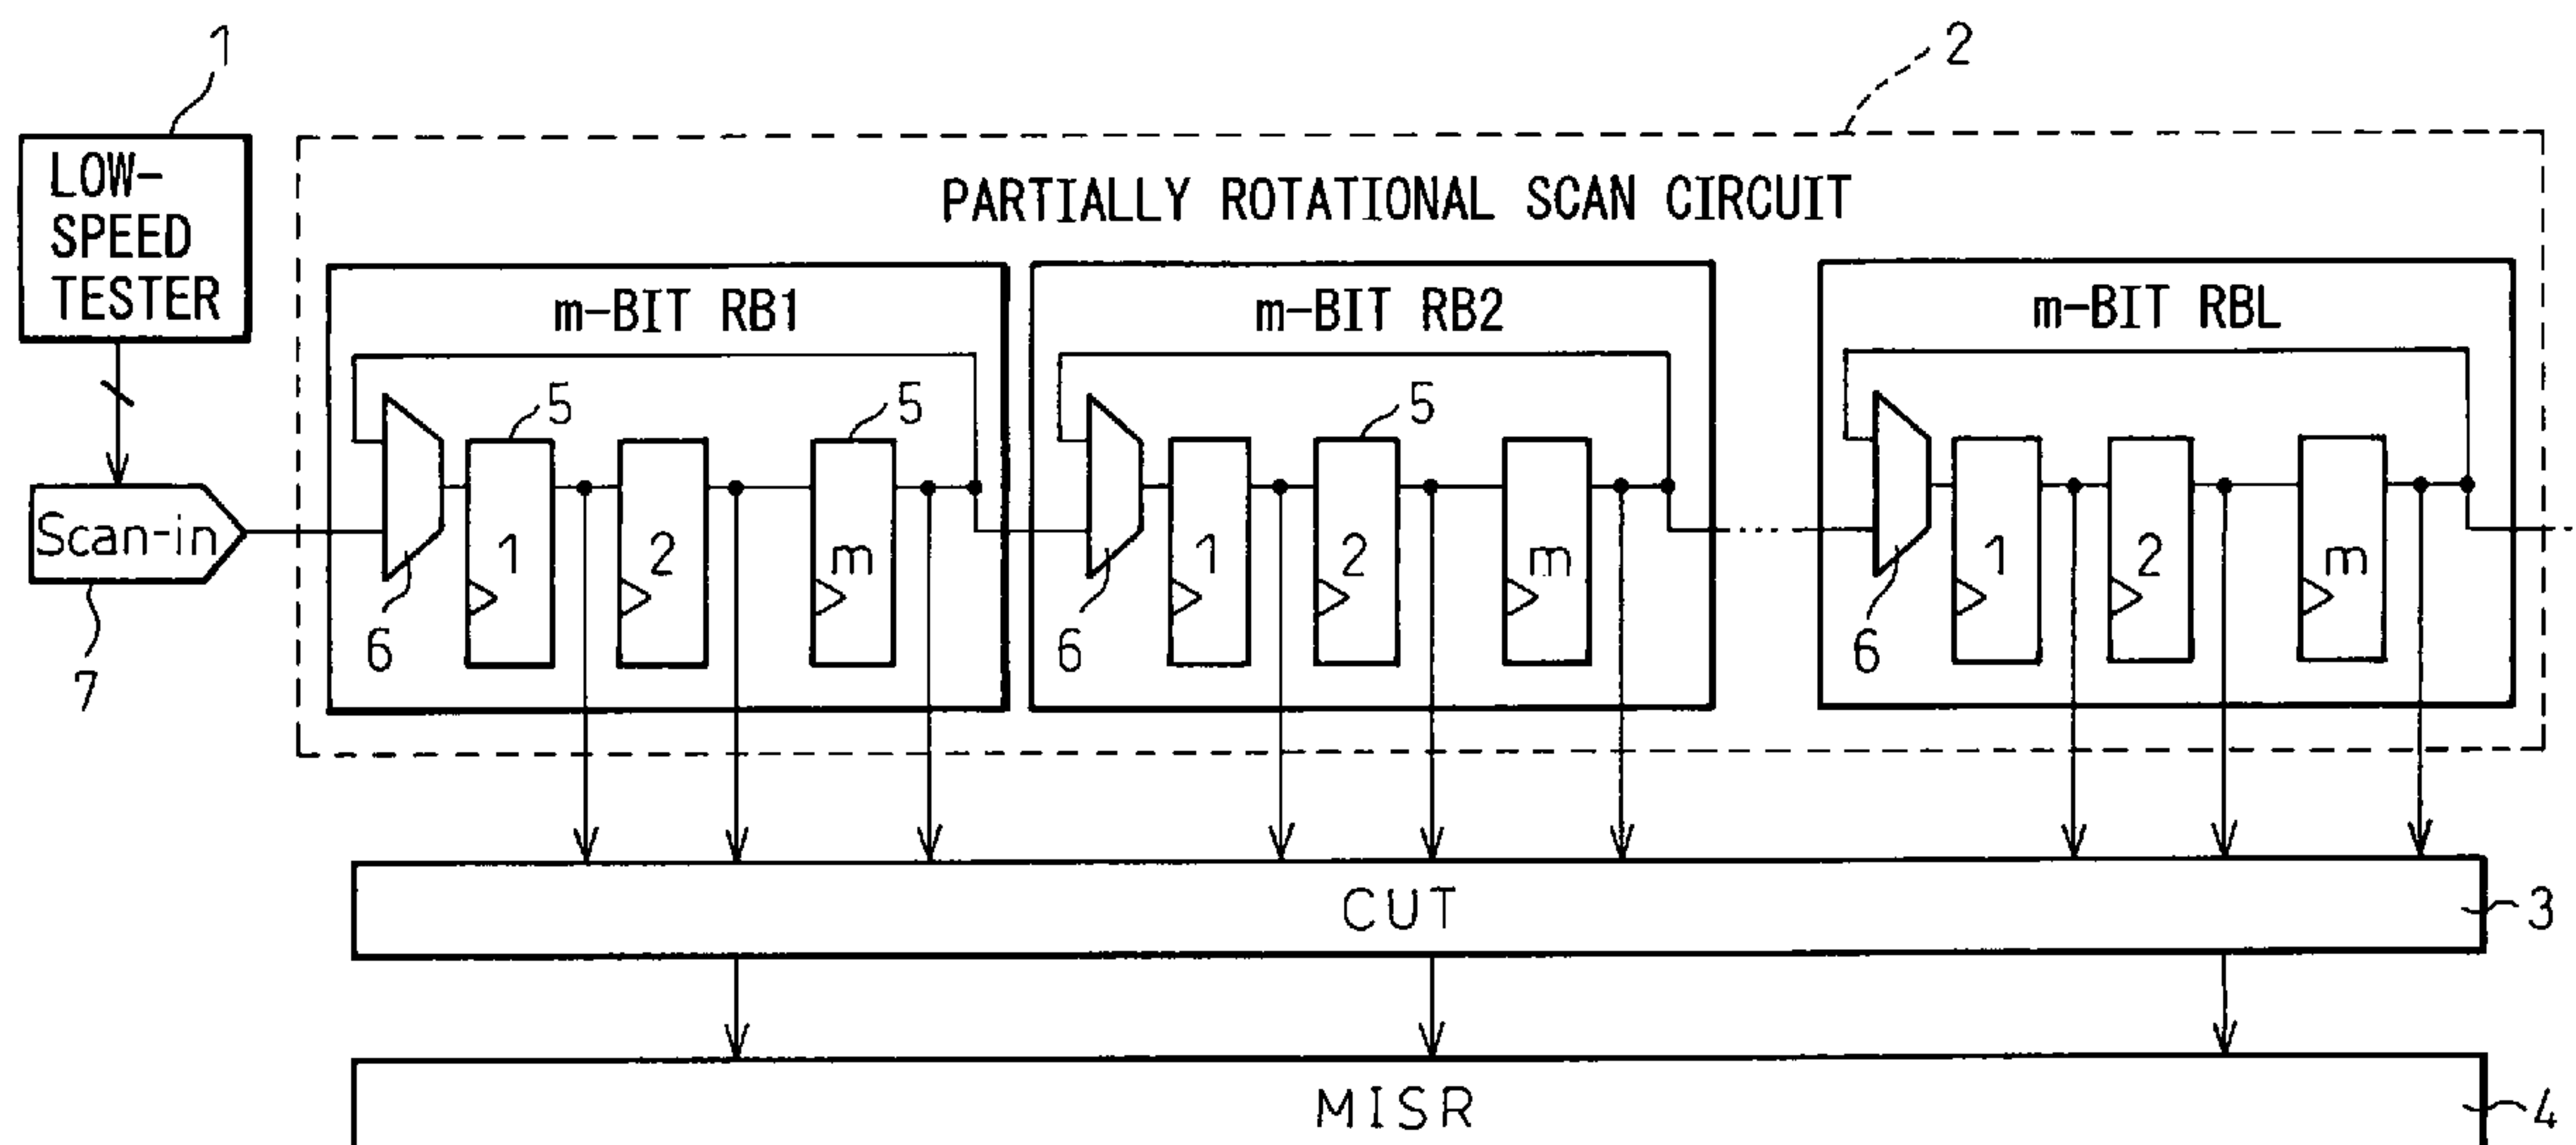 1
2
LOW-
SPEED
TESTER
PARTIALLY ROTATIONAL SCAN CIRCUIT
m-BIT RB1
m-BIT RB2
m-BIT RBL
5
5
5
Scan-in
1
2
m
1
2
m
1
2
m
6
6
6
7
CUT
3
MISR
4